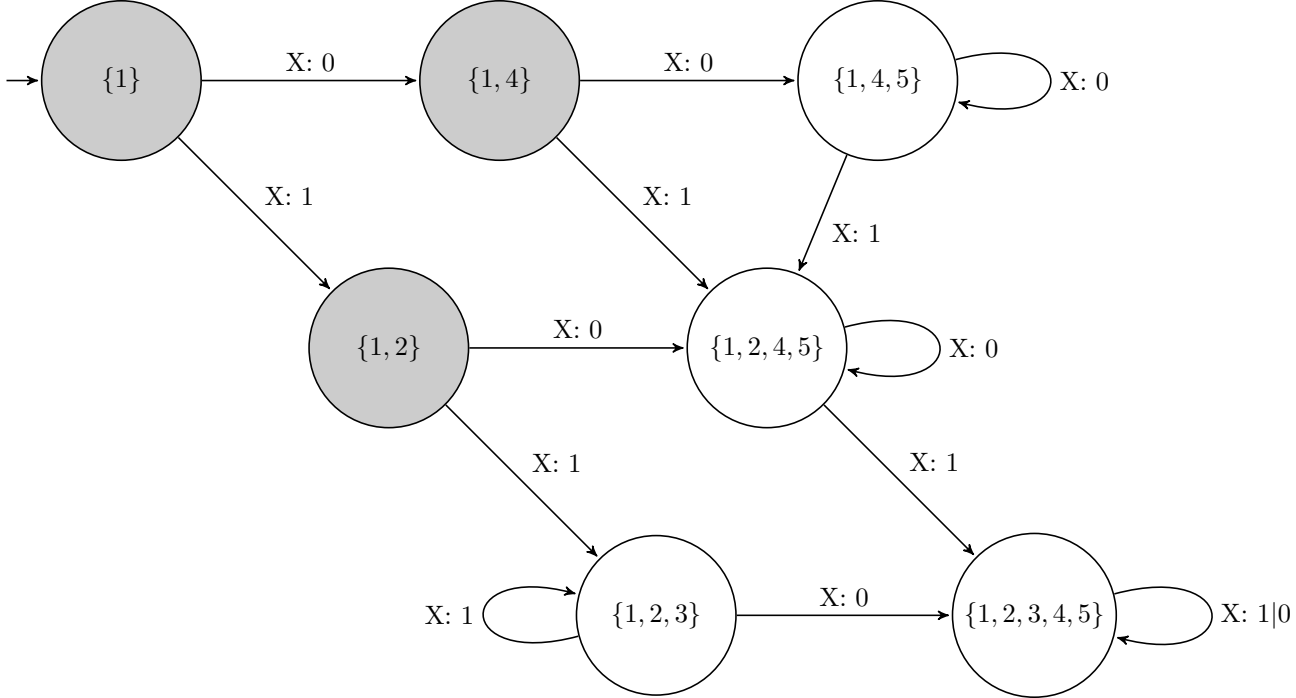 {1}
X: 0
{1, 4}
X: 0
{1, 4, 5}
X: 0
X: 1
X: 1
X: 1
{1, 2}
X: 0
{1, 2, 4, 5}
X: 0
X: 1
X: 1
X: 1
{1, 2, 3}
X: 0
{1, 2, 3, 4, 5}
X: 1|0